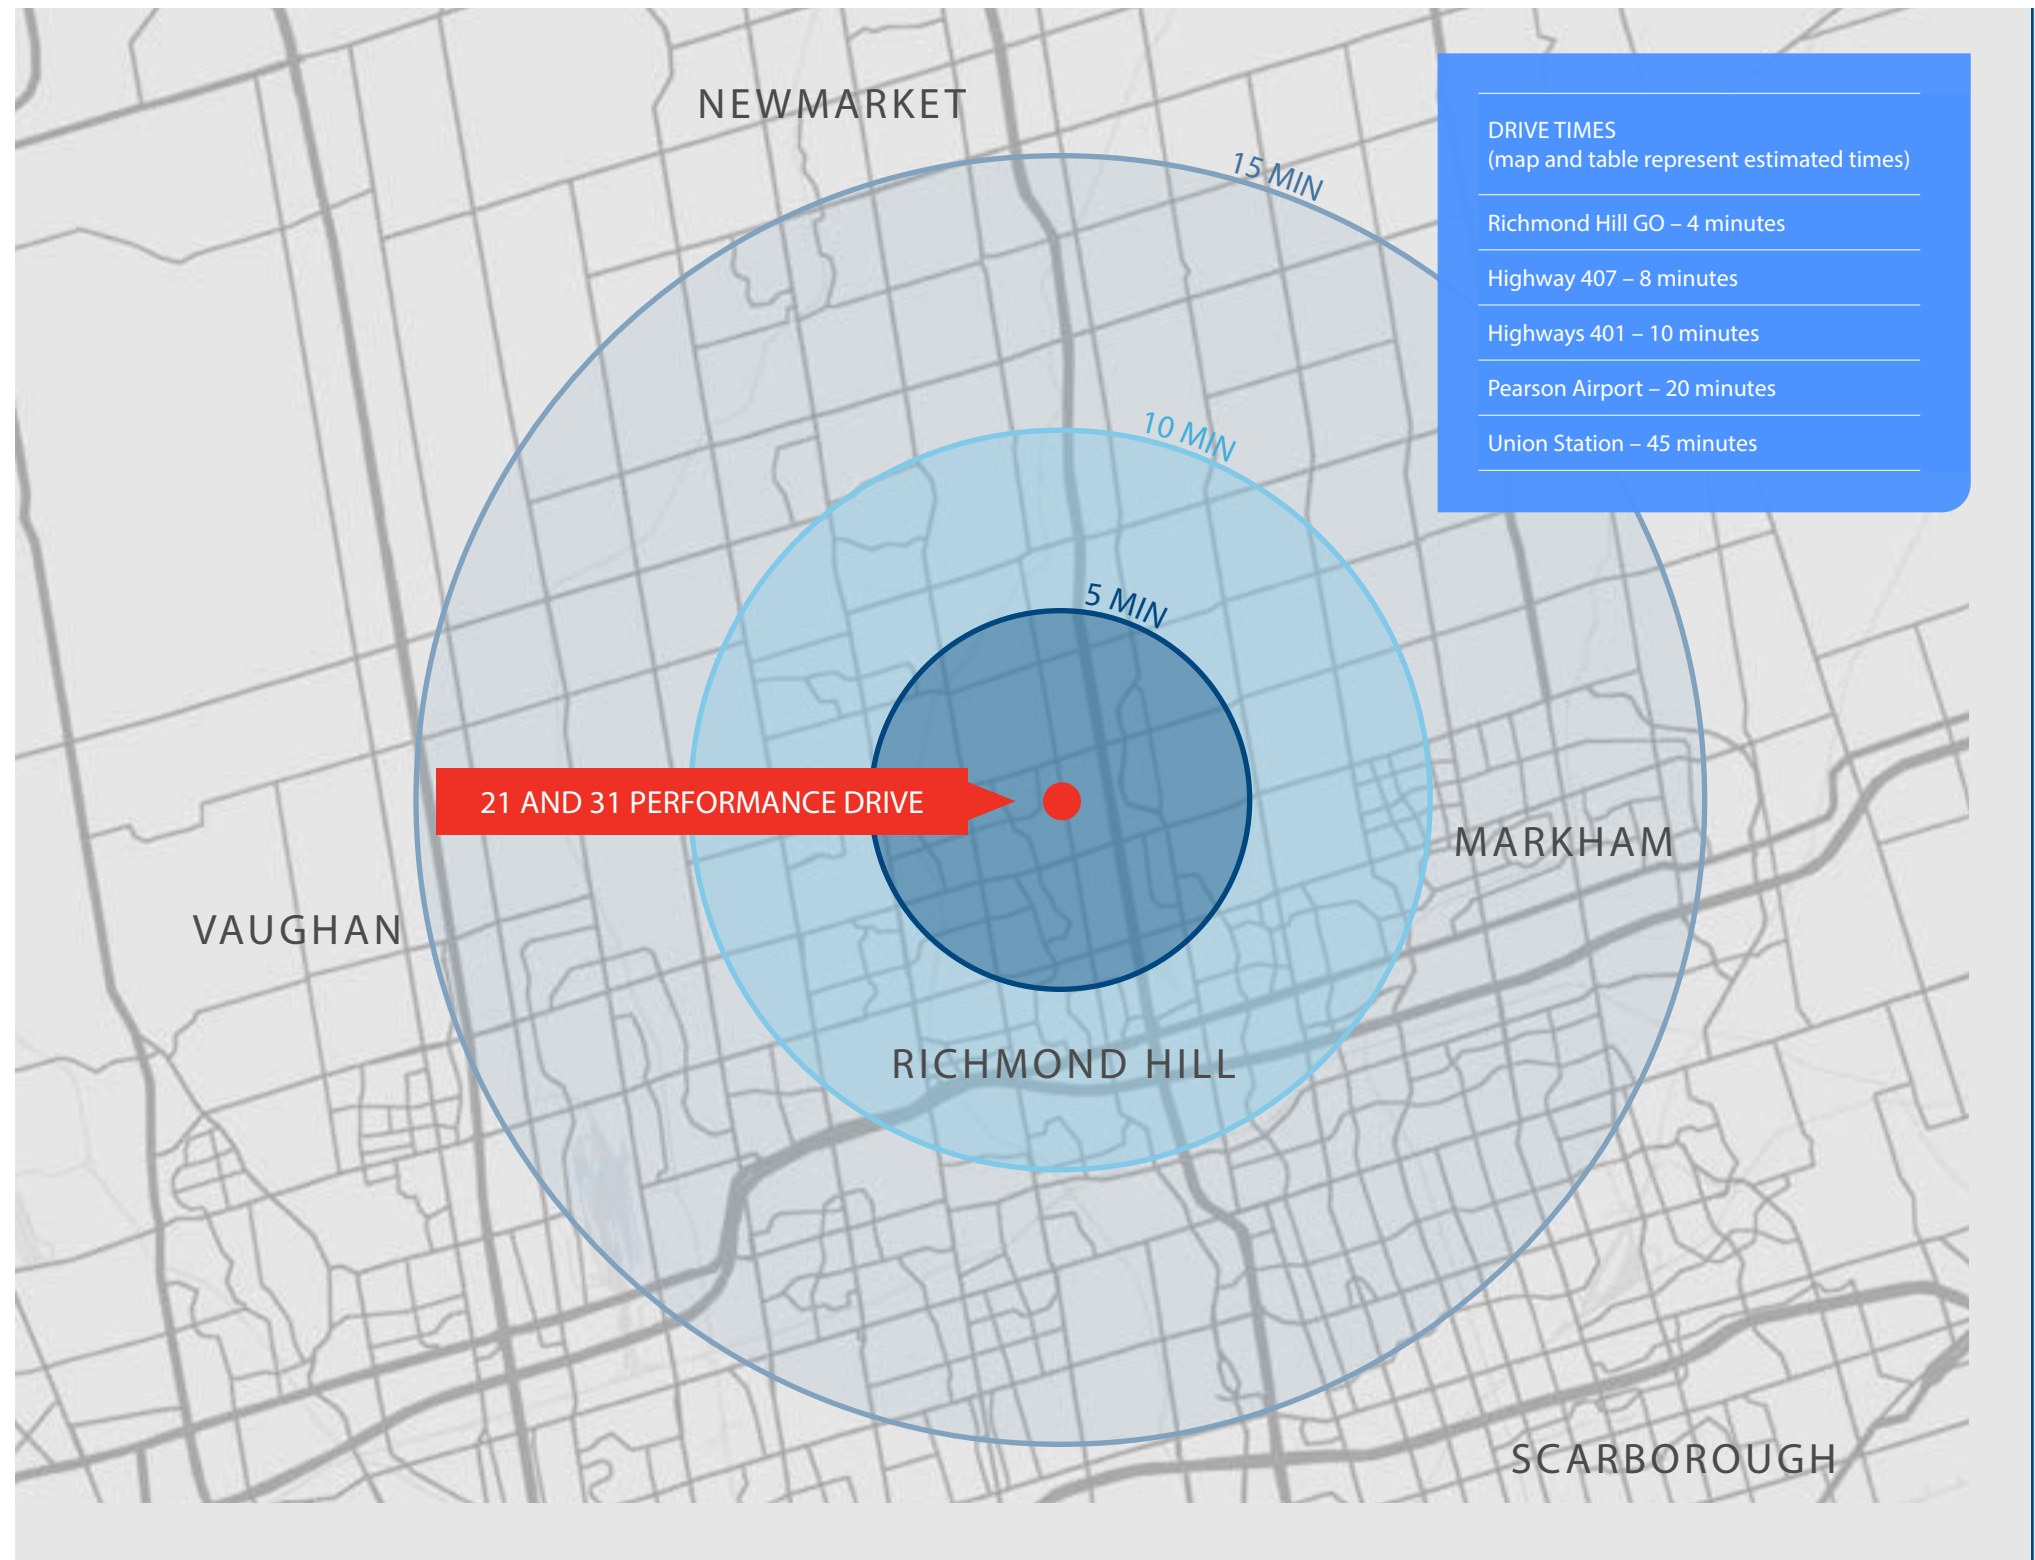 NEWMARKET
15 MIN
DRIVE TIMES
(map and table represent estimated times)
Richmond Hill GO – 4 minutes
Highway 407 – 8 minutes
Highways 401 – 10 minutes
Pearson Airport – 20 minutes
Union Station – 45 minutes
10 MIN
5 MIN
21 AND 31 PERFORMANCE DRIVE
MARKHAM
VAUGHAN
RICHMOND HILL
SCARBOROUGH